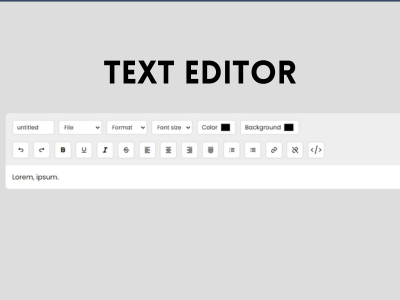 TEXT EDITOR
untitled File Format Font size Color Background
B U I S </>
Lorem, ipsum.